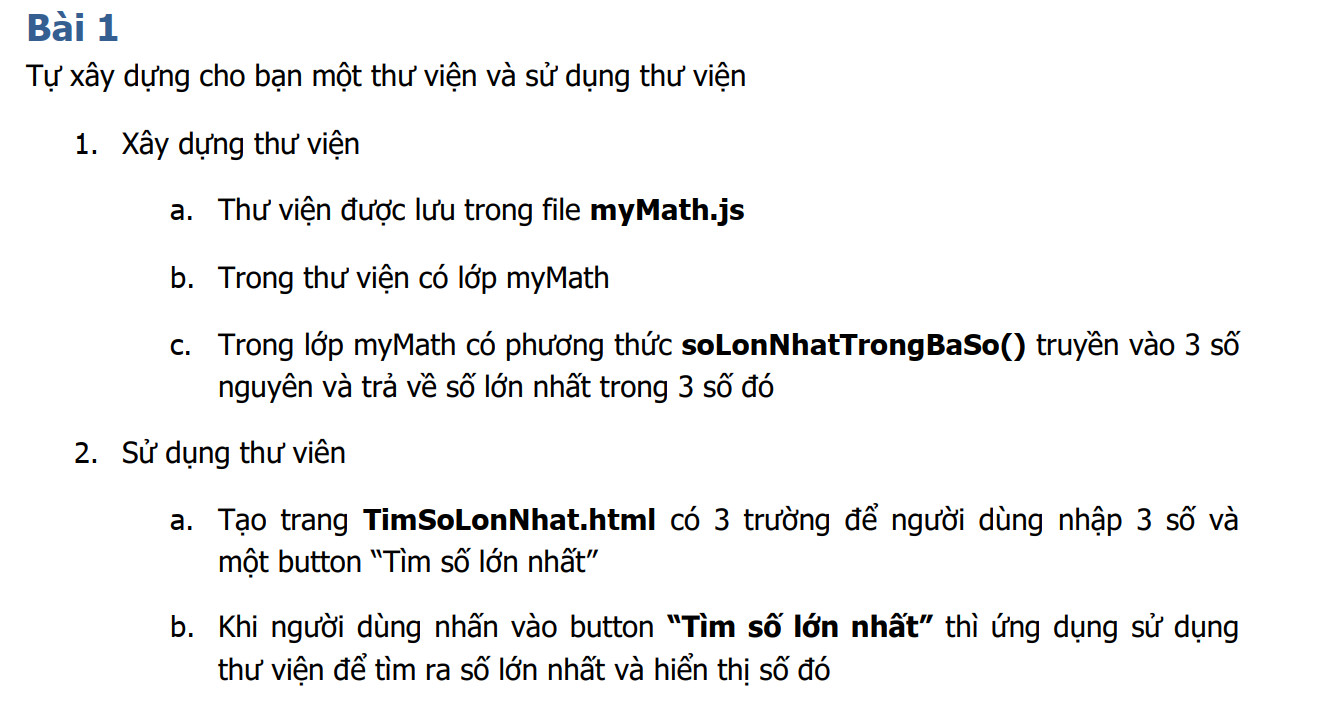 Bài 1
Tự xây dựng cho bạn một thư viện và sử dụng thư viện
1. Xây dựng thư viện
a. Thư viện được lưu trong file myMath.js
b. Trong thư viện có lớp myMath
c. Trong lớp myMath có phương thức soLonNhatTrongBaSo() truyền vào 3 số
nguyên và trả về số lớn nhất trong 3 số đó
2. Sử dụng thư viên
a. Tạo trang TimSoLonNhat.html có 3 trường để người dùng nhập 3 số và
một button “Tìm số lớn nhất”
b. Khi người dùng nhấn vào button “Tìm số lớn nhất” thì ứng dụng sử dụng
thư viện để tìm ra số lớn nhất và hiển thị số đó